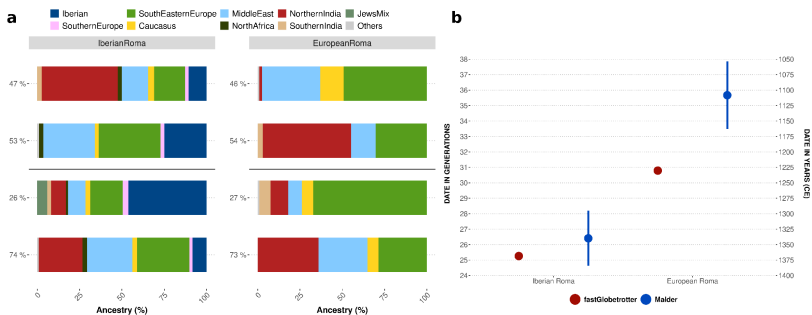 a
Iberian SouthEasternEurope MiddleEast NorthernIndia JewsMix
SouthernEurope Caucasus NorthAfrica SouthernIndia Others
IberianRoma EuropeanRoma
47 % 46 %
53 % 54 %
26 % 27 %
74 % 73 %
0 25 50 75 100 0 25 50 75 100
Ancestry (%) Ancestry (%)
b
DATE IN GENERATIONS
38
37
36
35
34
33
32
31
30
29
28
27
26
25
24
1050
1075
1100
1125
1150
1175
1200
1225
1250
1275
1300
1325
1350
1375
1400
DATE IN YEARS (CE)
Iberian Roma European Roma
fastGlobetrotter Malder